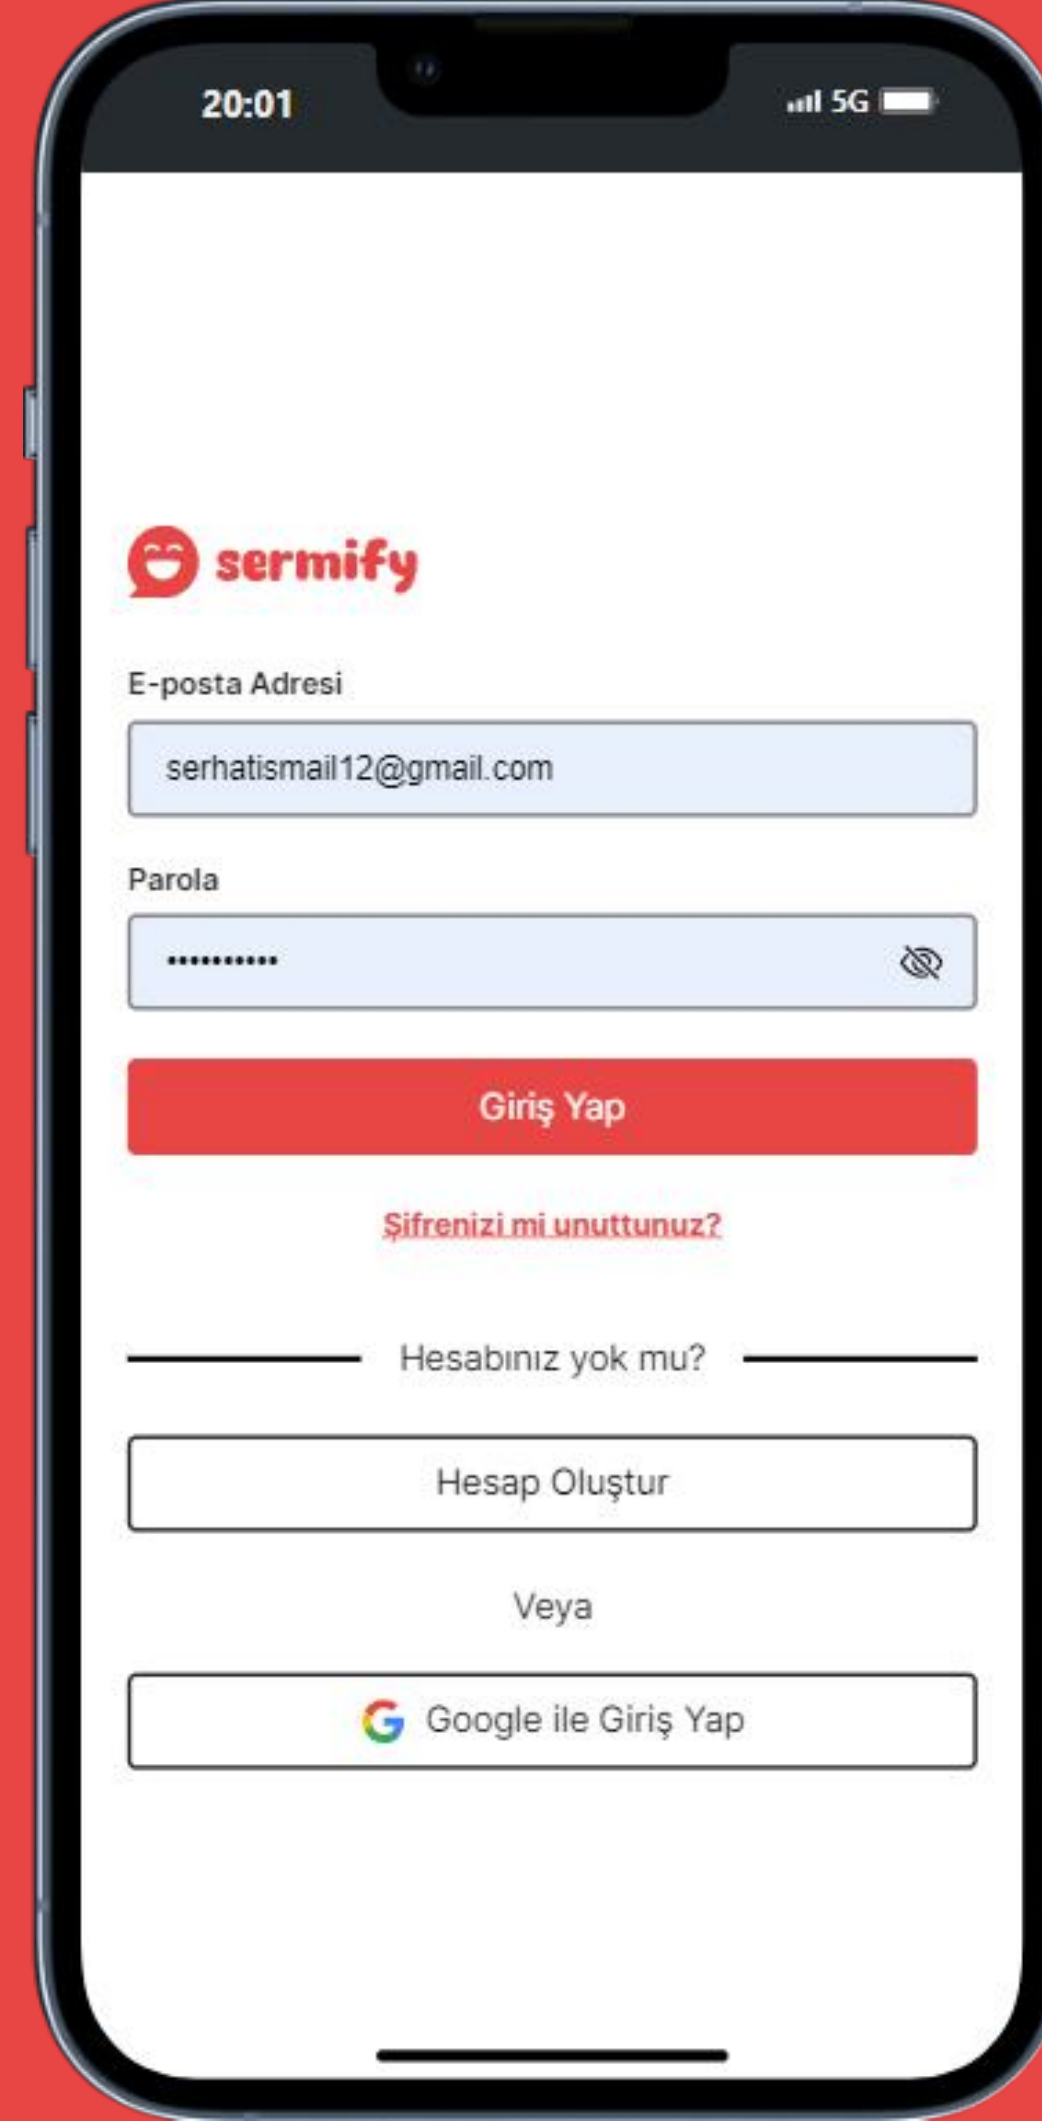 20:01
5G
sermify
E-posta Adresi
serhatismail12@gmail.com
Parola
••••••••••
Giriş Yap
Şifrenizi mi unuttunuz?
Hesabınız yok mu?
Hesap Oluştur
Veya
Google ile Giriş Yap